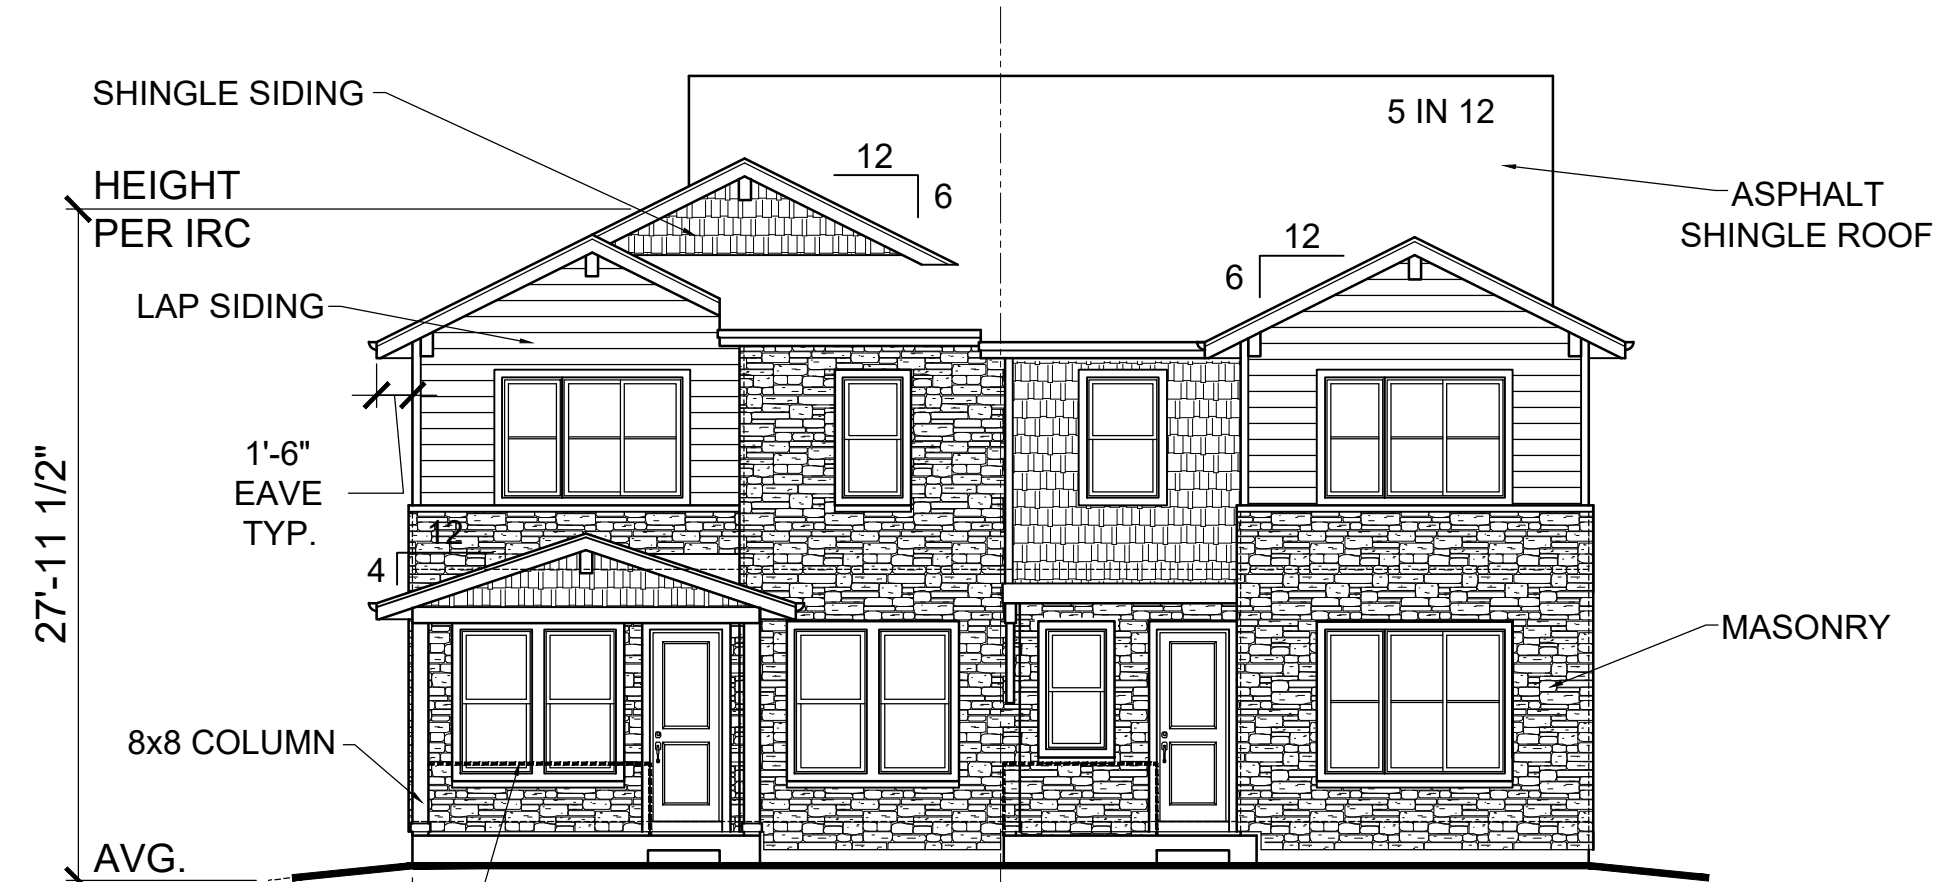 SHINGLE SIDING
5 IN 12
12
6
HEIGHT
PER IRC
ASPHALT
SHINGLE ROOF
12
6
LAP SIDING
1'-6"
EAVE
TYP.
12
4
27'-11 1/2"
MASONRY
8x8 COLUMN
AVG.